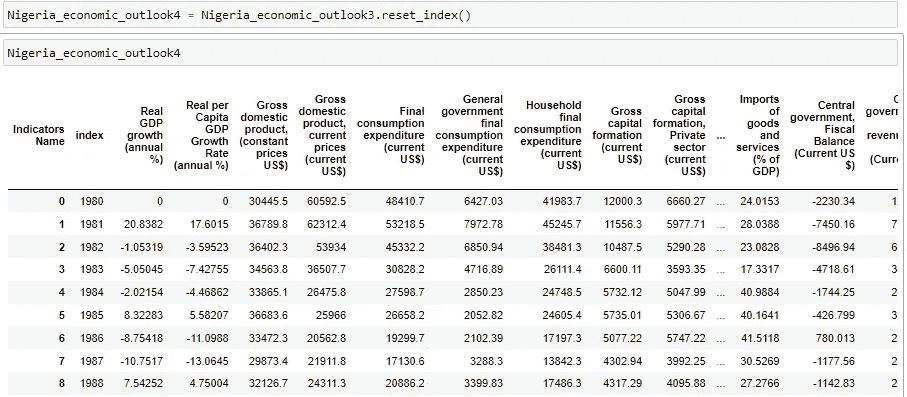 Nigeria_economic_outlook4 = Nigeria_economic_outlook3.reset_index()
Nigeria_economic_outlook4
Indicators Name index Real GDP growth (annual %) Real per Capita GDP Growth Rate (annual %) Gross domestic product, (constant prices US$) Gross domestic product, current prices (current US$) Final consumption expenditure (current US$) General government final consumption expenditure (current US$) Household final consumption expenditure (current US$) Gross capital formation (current US$) Gross capital formation, Private sector (current US$) ... Imports of goods and services (% of GDP) Central government, Fiscal Balance (Current US $)
0 1980 0 0 30445.5 60592.5 48410.7 6427.03 41983.7 12000.3 6660.27 ... 24.0153 -2230.34 1
1 1981 20.8382 17.6015 36789.8 62312.4 53218.5 7972.78 45245.7 11556.3 5977.71 ... 28.0388 -7450.16 7
2 1982 -1.05319 -3.59523 36402.3 53934 45332.2 6850.94 38481.3 10487.5 5290.28 ... 23.0828 -8496.94 6
3 1983 -5.05045 -7.42755 34563.8 36507.7 30828.2 4716.89 26111.4 6600.11 3593.35 ... 17.3317 -4718.61 3
4 1984 -2.02154 -4.46862 33865.1 26475.8 27598.7 2850.23 24748.5 5732.12 5047.99 ... 40.9884 -1744.25 2
5 1985 8.32283 5.58207 36683.6 25966 26658.2 2052.82 24605.4 5735.01 5306.67 ... 40.1641 -426.799 3
6 1986 -8.75418 -11.0988 33472.3 20562.8 19299.7 2102.39 17197.3 5077.22 5747.22 ... 41.5118 780.013 2
7 1987 -10.7517 -13.0645 29873.4 21911.8 17130.6 3288.3 13842.3 4302.94 3992.25 ... 30.5269 -1177.56 2
8 1988 7.54252 4.75004 32126.7 24311.3 20886.2 3399.83 17486.3 4317.29 4095.88 ... 27.2766 -1142.83 2